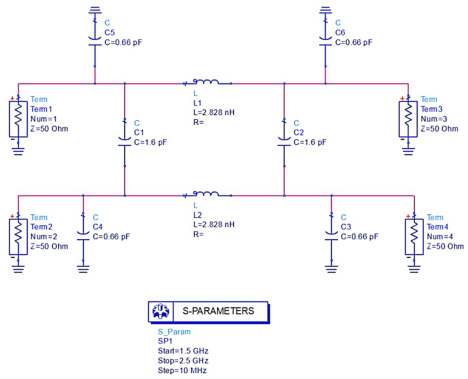 C
C5
C=0.66 pF
C
C6
C=0.66 pF
Term
Term1
Num=1
Z=50 Ohm
C
C1
C=1.6 pF
L
L1
L=2.828 nH
R=
C
C2
C=1.6 pF
Term
Term3
Num=3
Z=50 Ohm
Term
Term2
Num=2
Z=50 Ohm
C
C4
C=0.66 pF
L
L2
L=2.828 nH
R=
C
C3
C=0.66 pF
Term
Term4
Num=4
Z=50 Ohm
S-PARAMETERS
S_Param
SP1
Start=1.5 GHz
Stop=2.5 GHz
Step=10 MHz